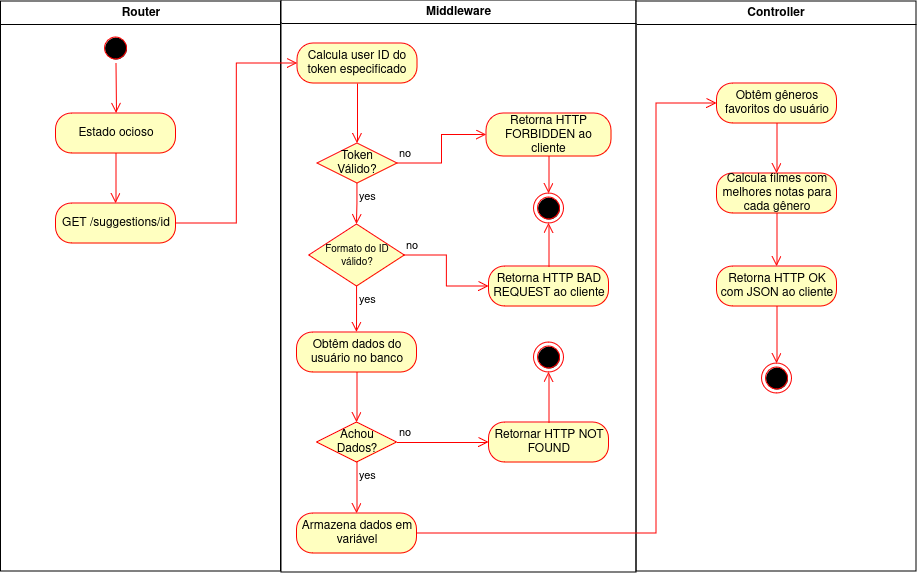 Router
Middleware
Controller
Estado ocioso
GET /suggestions/id
Calcula user ID do
token especificado
Token
Válido?
no
yes
Retorna HTTP
FORBIDDEN ao
cliente
Formato do ID
válido?
no
yes
Retorna HTTP BAD
REQUEST ao cliente
Obtêm dados do
usuário no banco
Achou
Dados?
no
yes
Retornar HTTP NOT
FOUND
Armazena dados em
variável
Obtêm gêneros
favoritos do usuário
Calcula filmes com
melhores notas para
cada gênero
Retorna HTTP OK
com JSON ao cliente